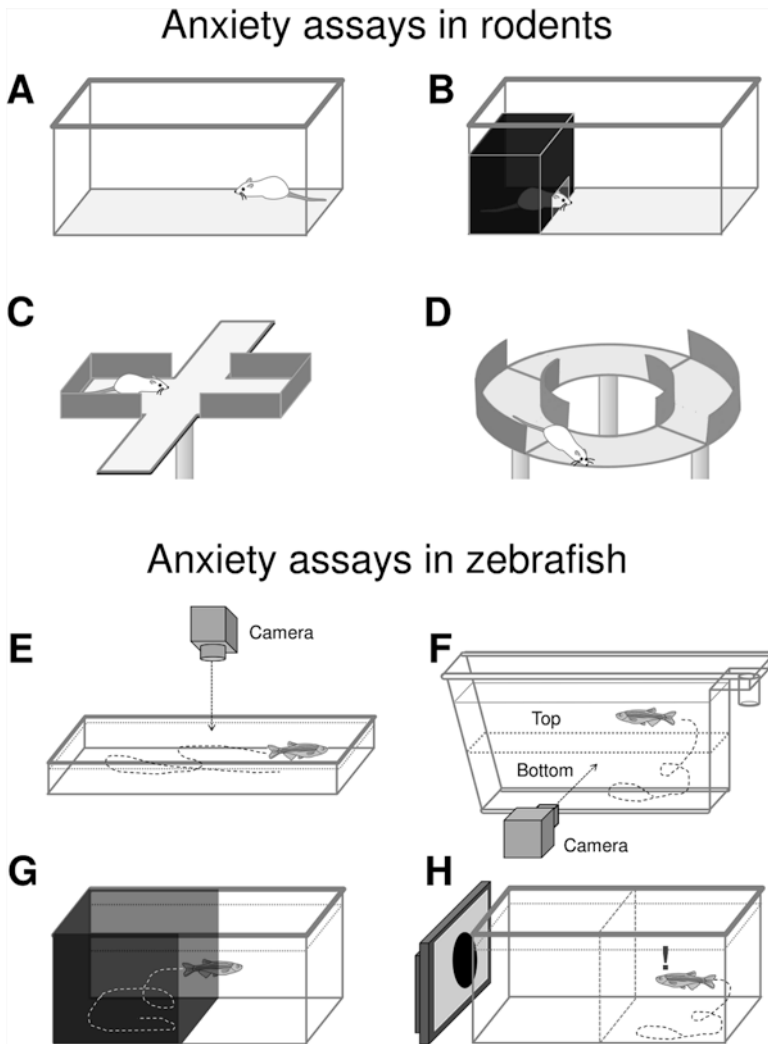 Anxiety assays in rodents
A
B
C
D
Anxiety assays in zebrafish
E
Camera
F
Top
Bottom
Camera
G
H
!